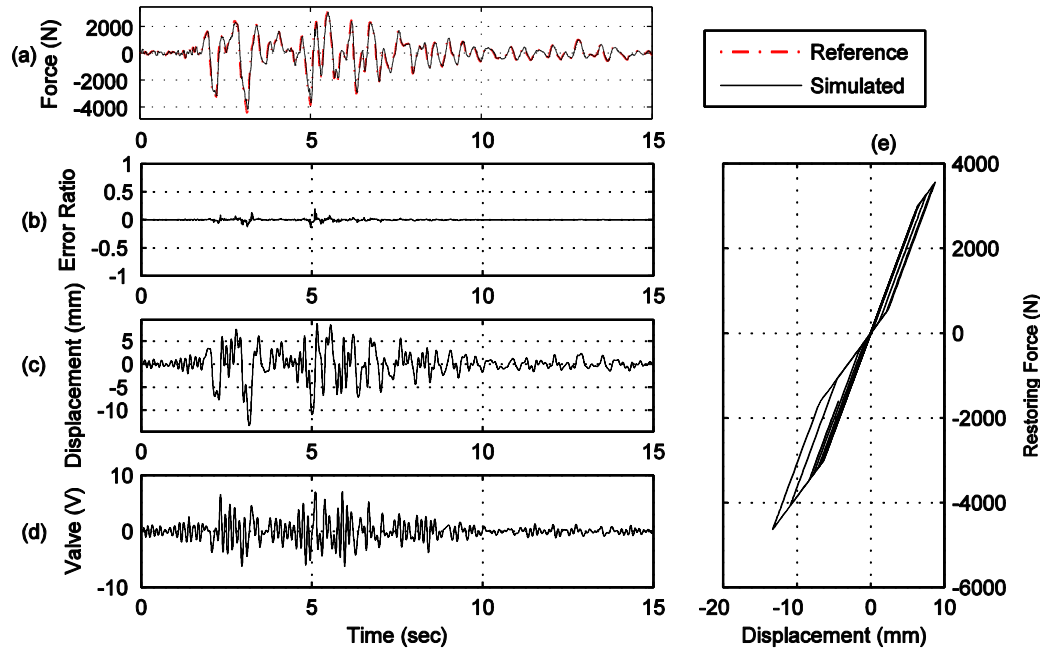 (a)
Force (N)
2000
0
-2000
-4000
0 5 10 15
Reference
Simulated
(b)
Error Ratio
1
0.5
0
-0.5
-1
0 5 10 15
(c)
Displacement (mm)
5
0
-5
-10
0 5 10 15
(d)
Valve (V)
10
0
-10
0 5 10 15
Time (sec)
(e)
4000
2000
0
-2000
-4000
-6000
Restoring Force (N)
-20 -10 0 10
Displacement (mm)